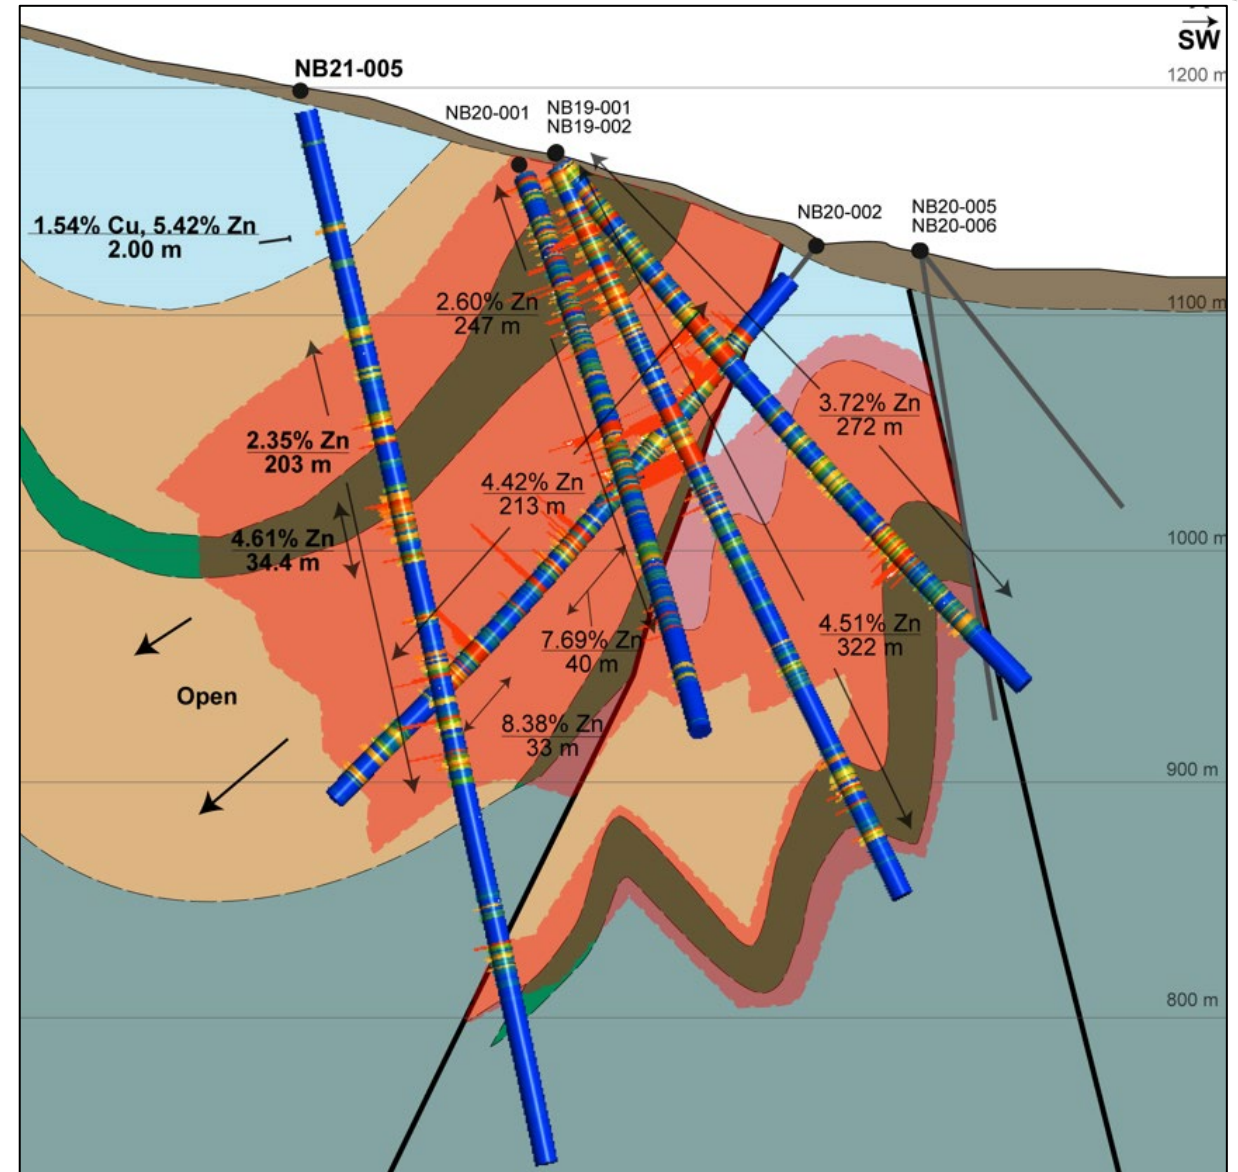 SW
1200 m
NB21-005
NB20-001
NB19-001
NB19-002
NB20-002
NB20-005
NB20-006
1.54% Cu, 5.42% Zn
2.00 m
1100 m
2.60% Zn
247 m
3.72% Zn
272 m
2.35% Zn
203 m
4.42% Zn
213 m
4.61% Zn
34.4 m
1000 m
7.69% Zn
40 m
4.51% Zn
322 m
Open
8.38% Zn
33 m
900 m
800 m